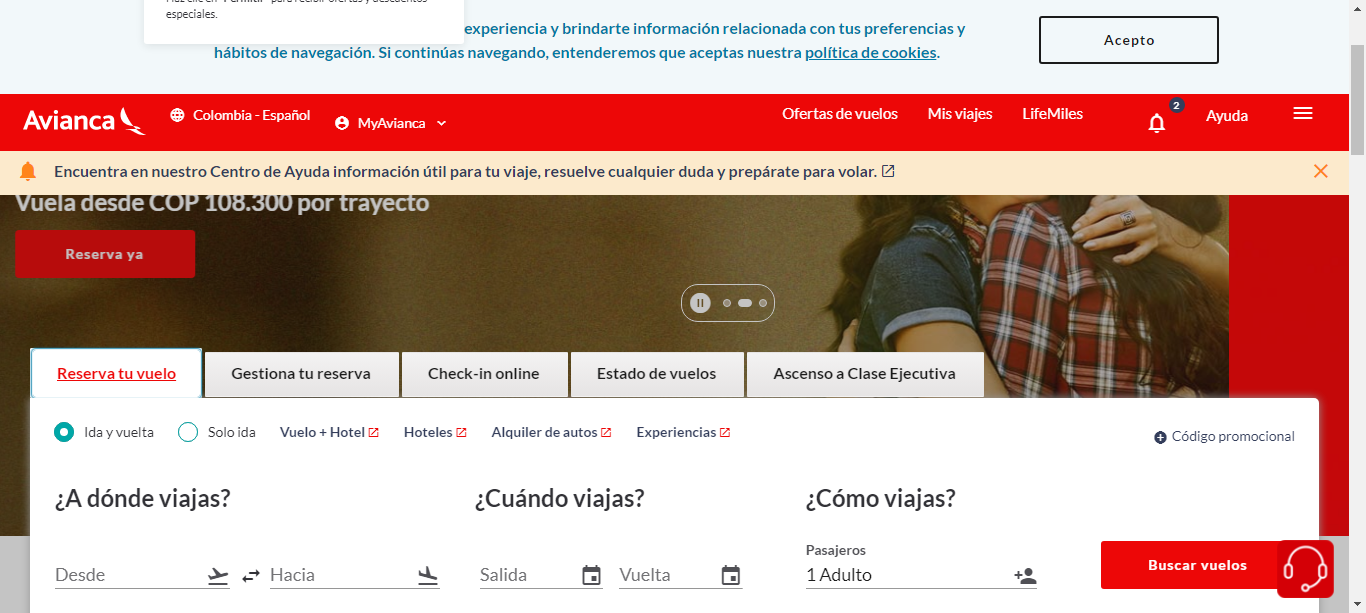 especiales.
experiencia y brindarte información relacionada con tus preferencias y
hábitos de navegación. Si continúas navegando, entenderemos que aceptas nuestra política de cookies.
Acepto
Avianca
Colombia - Español
MyAvianca
Ofertas de vuelos
Mis viajes
LifeMiles
2
Ayuda
Encuentra en nuestro Centro de Ayuda información útil para tu viaje, resuelve cualquier duda y prepárate para volar.
Vuela desde COP 108.300 por trayecto
Reserva ya
Reserva tu vuelo
Gestiona tu reserva
Check-in online
Estado de vuelos
Ascenso a Clase Ejecutiva
Ida y vuelta
Solo ida
Vuelo + Hotel
Hoteles
Alquiler de autos
Experiencias
Código promocional
¿A dónde viajas?
¿Cuándo viajas?
¿Cómo viajas?
Desde
Hacia
Salida
Vuelta
Pasajeros
1 Adulto
Buscar vuelos